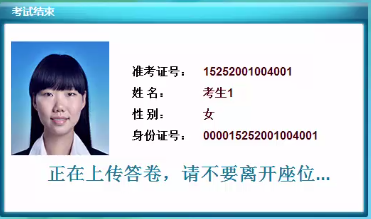 考试结束
准考证号： 15252001004001
姓 名： 考生1
性 别： 女
身份证号： 000015252001004001
正在上传答卷，请不要离开座位...